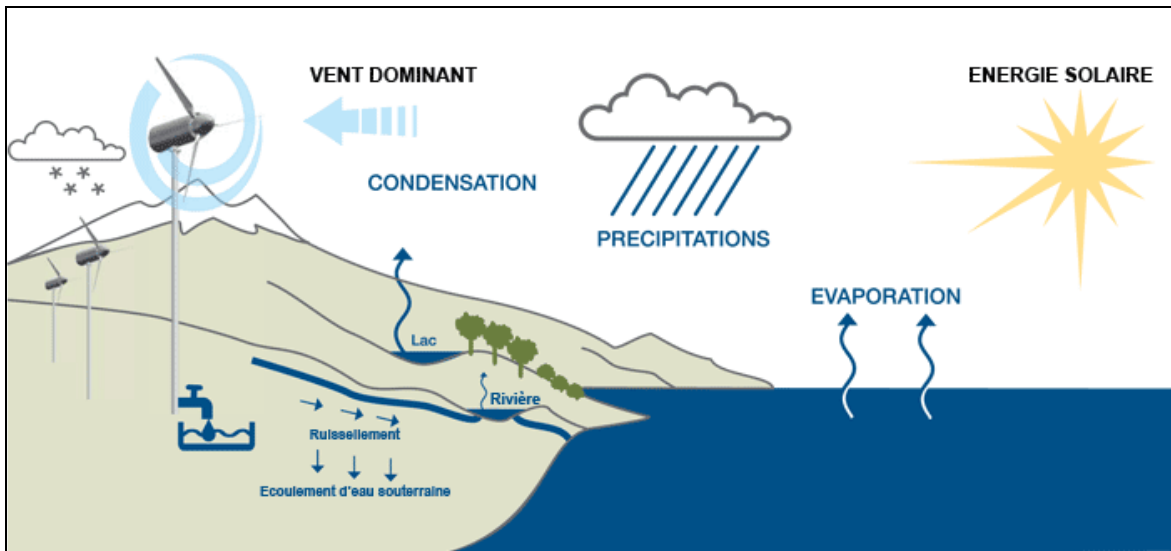 VENT DOMINANT
ENERGIE SOLAIRE
CONDENSATION
PRECIPITATIONS
EVAPORATION
Lac
Rivière
Ruissellement
Ecoulement d'eau souterraine